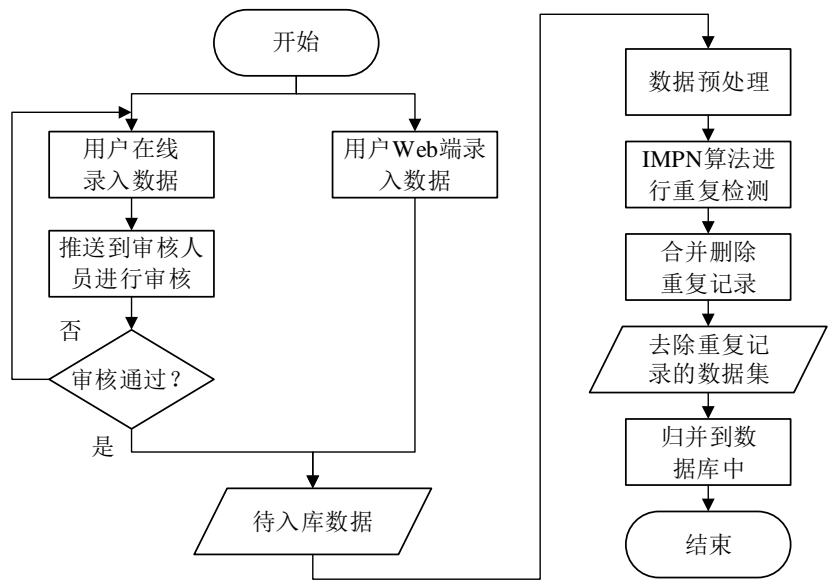 开始
用户在线
录入数据
用户Web端录
入数据
推送到审核人
员进行审核
否
审核通过？
是
待入库数据
数据预处理
IMPN算法进
行重复检测
合并删除
重复记录
去除重复记
录的数据集
归并到数
据库中
结束